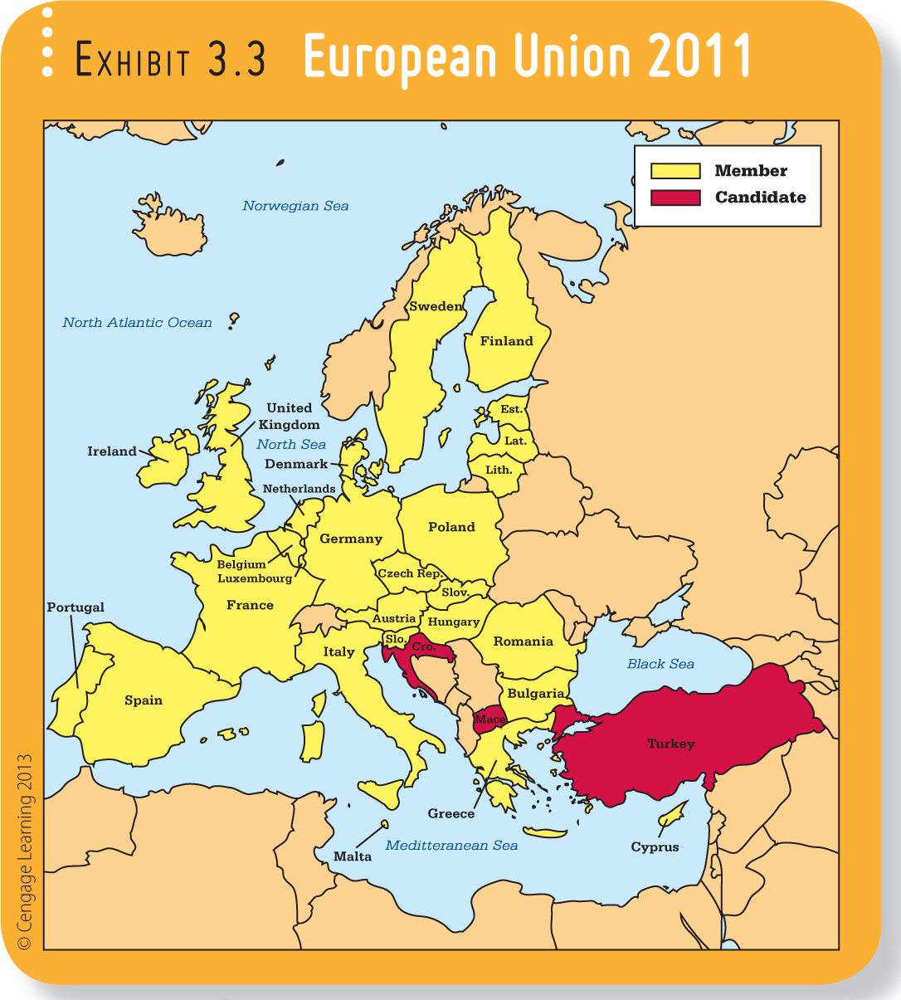 EXHIBIT 3.3 European Union 2011
Member
Candidate
Norwegian Sea
North Atlantic Ocean
Sweden
Finland
United
Kingdom
Est.
North Sea
Lat.
Ireland
Denmark
Lith.
Netherlands
Poland
Germany
Belgium
Luxembourg
Czech Rep.
Slov.
France
Portugal
Austria
Hungary
Slo.
Cro.
Romania
Italy
Black Sea
Spain
Bulgaria
Mace
Turkey
Greece
Malta
Meditteranean Sea
Cyprus
© Cengage Learning 2013